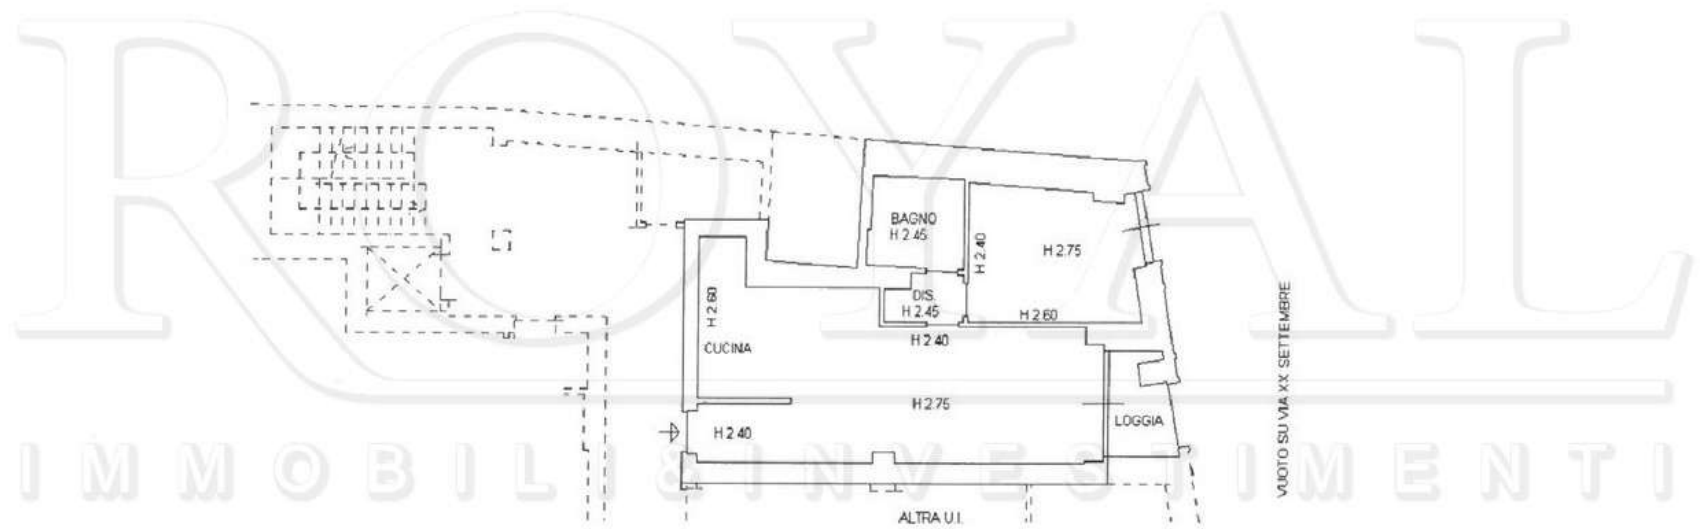 ROYAL
IMMOBILI & INVESTIMENTI
BAGNO
H 2.45
H 2.40
H 2.75
DIS.
H 2.45
H 2.60
H 2.60
H 2.40
CUCINA
H 2.75
LOGGIA
H 2.40
VUOTO SU VIA XX SETTEMBRE
ALTRA U.I.